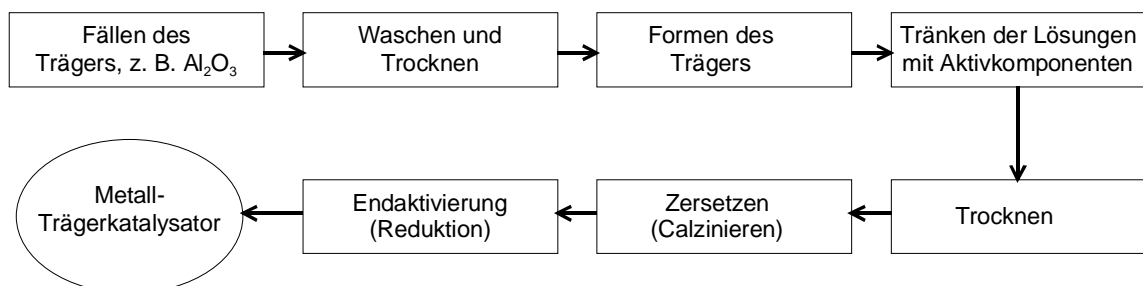 Fällen des
Trägers, z. B. Al₂O₃
Waschen und
Trocknen
Formen des
Trägers
Tränken der Lösungen
mit Aktivkomponenten
Trocknen
Zersetzen
(Calzinieren)
Endaktivierung
(Reduktion)
Metall-
Trägerkatalysator